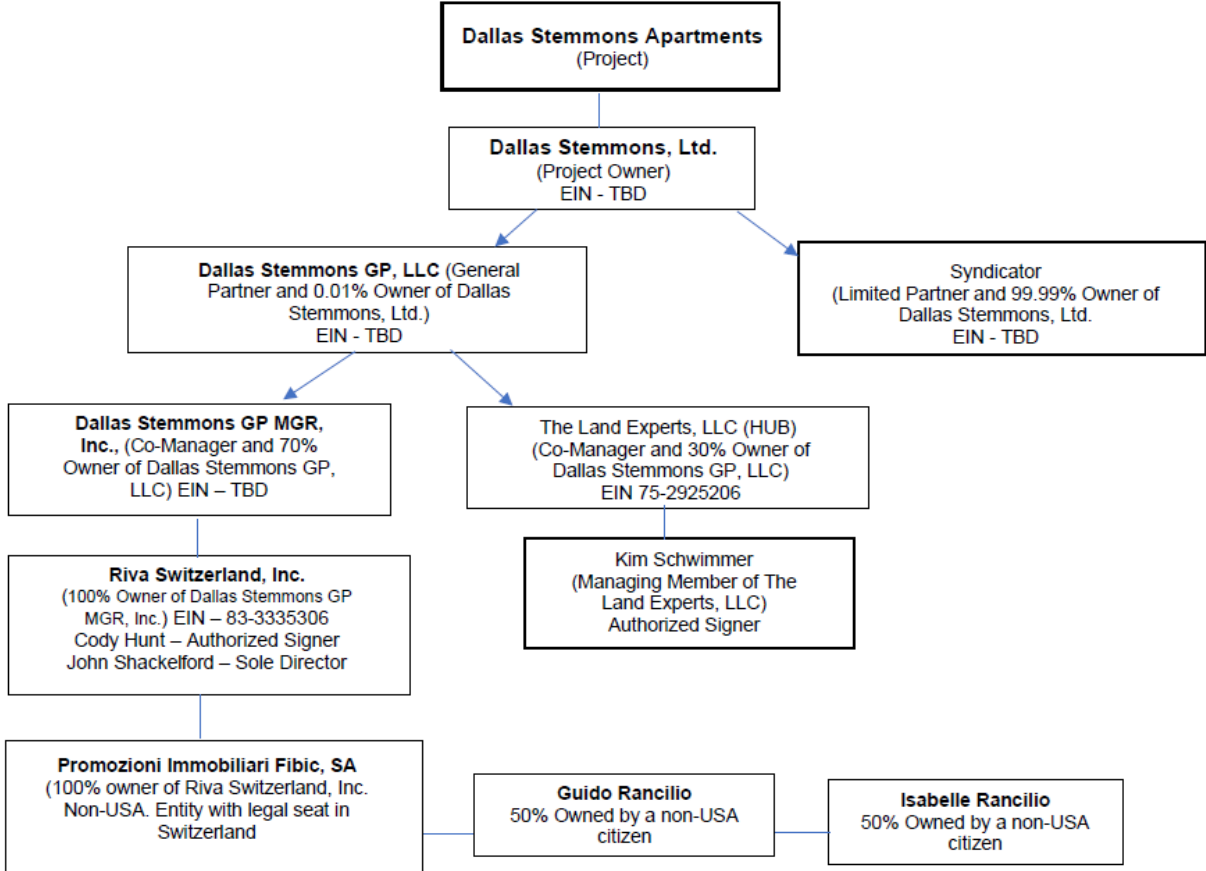 Dallas Stemmons Apartments
(Project)
Dallas Stemmons, Ltd.
(Project Owner)
EIN - TBD
Dallas Stemmons GP, LLC (General
Partner and 0.01% Owner of Dallas
Stemmons, Ltd.)
EIN - TBD
Syndicator
(Limited Partner and 99.99% Owner of
Dallas Stemmons, Ltd.
EIN - TBD
Dallas Stemmons GP MGR,
Inc., (Co-Manager and 70%
Owner of Dallas Stemmons GP,
LLC) EIN – TBD
The Land Experts, LLC (HUB)
(Co-Manager and 30% Owner of
Dallas Stemmons GP, LLC)
EIN 75-2925206
Riva Switzerland, Inc.
(100% Owner of Dallas Stemmons GP
MGR, Inc.) EIN – 83-3335306
Cody Hunt – Authorized Signer
John Shackelford – Sole Director
Kim Schwimmer
(Managing Member of The
Land Experts, LLC)
Authorized Signer
Promozioni Immobiliari Fibic, SA
(100% owner of Riva Switzerland, Inc.
Non-USA. Entity with legal seat in
Switzerland
Guido Rancilio
50% Owned by a non-USA
citizen
Isabelle Rancilio
50% Owned by a non-USA
citizen